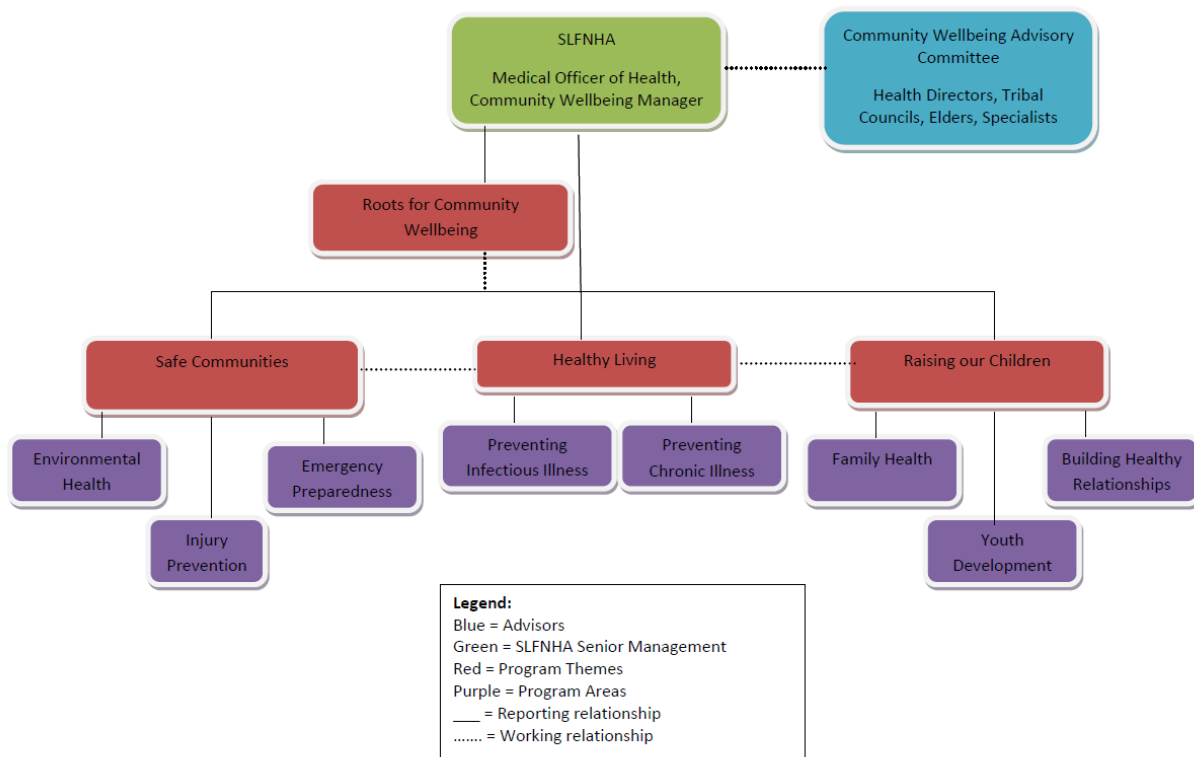 SLFNHA
Medical Officer of Health,
Community Wellbeing Manager
Community Wellbeing Advisory
Committee
Health Directors, Tribal
Councils, Elders, Specialists
Roots for Community
Wellbeing
Safe Communities
Healthy Living
Raising our Children
Environmental
Health
Injury
Prevention
Emergency
Preparedness
Preventing
Infectious Illness
Preventing
Chronic Illness
Family Health
Youth
Development
Building Healthy
Relationships
Legend:
Blue = Advisors
Green = SLFNHA Senior Management
Red = Program Themes
Purple = Program Areas
___ = Reporting relationship
....... = Working relationship